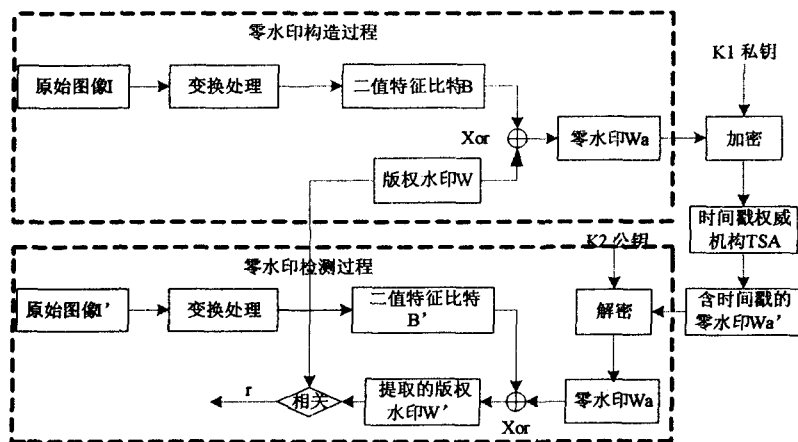 零水印构造过程
K1 私钥
原始图像I
变换处理
二值特征比特B
Xor
零水印Wa
加密
版权水印W
时间戳权威
机构TSA
K2 公钥
零水印检测过程
原始图像I’
变换处理
二值特征比特
B’
解密
含时间戳的
零水印Wa’
r
相关
提取的版权
水印W’
Xor
零水印Wa